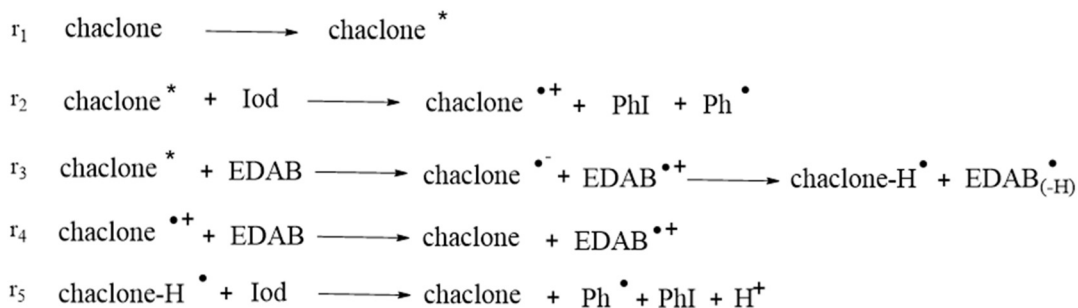 r₁ chaclone ⟶ chaclone *
r₂ chaclone * + Iod ⟶ chaclone •+ + PhI + Ph •
r₃ chaclone * + EDAB ⟶ chaclone •- + EDAB •+ ⟶ chaclone-H • + EDAB•(-H)
r₄ chaclone •+ + EDAB ⟶ chaclone + EDAB •+
r₅ chaclone-H • + Iod ⟶ chaclone + Ph • + PhI + H+